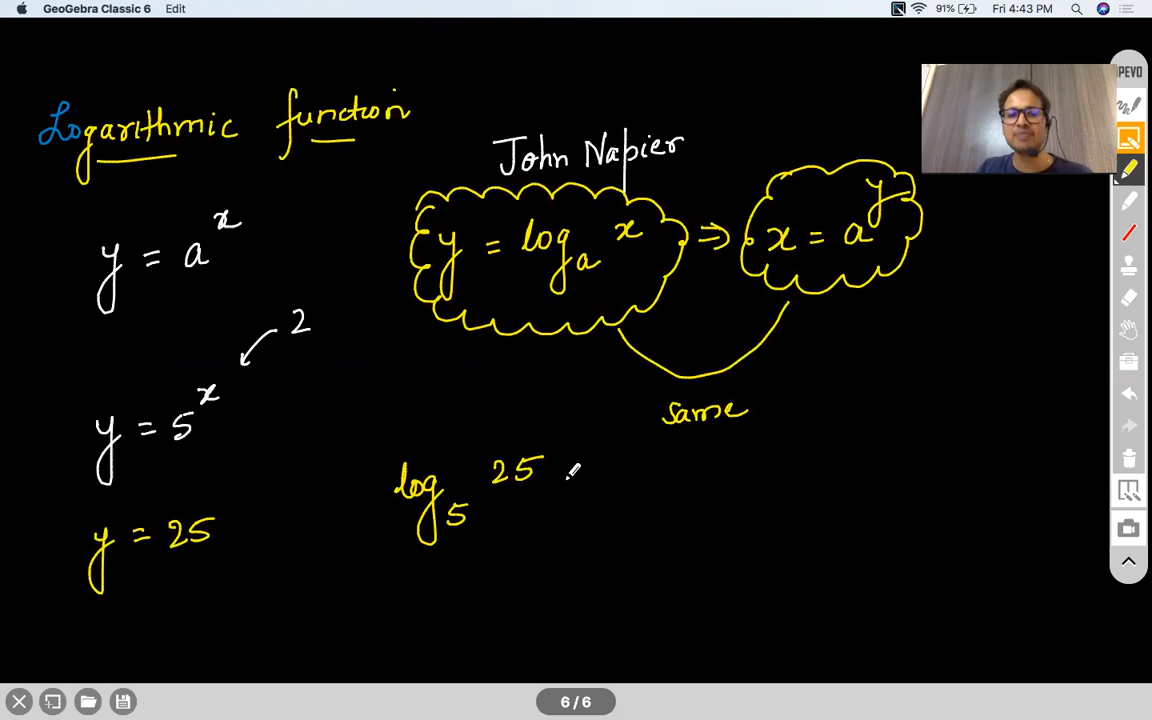 GeoGebra Classic 6 Edit 91% Fri 4:43 PM
Logarithmic function
John Napier
IPEVO
y = a^x
y = log_a x ⇒ x = a^y
2
y = 5^x
same
log_5 25
y = 25
6 / 6